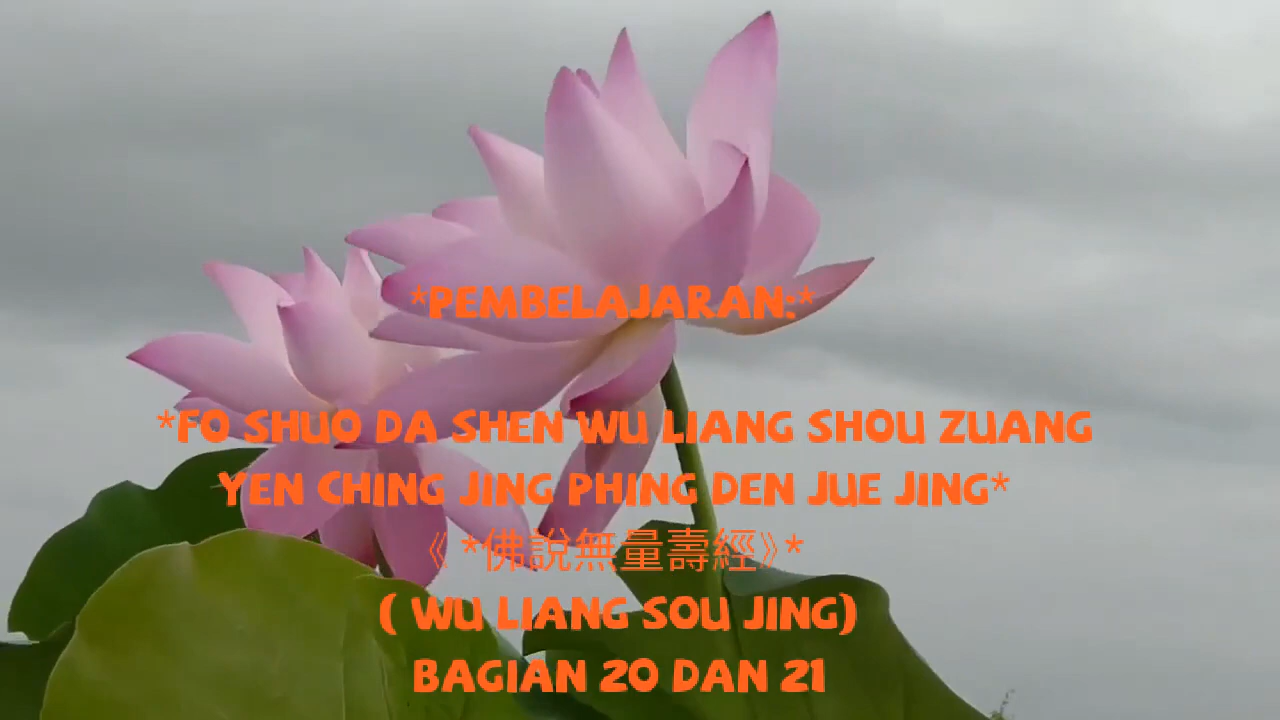 *PEMBELAJARAN:*
*FO SHUO DA SHEN WU LIANG SHOU ZUANG
YEN CHING JING PHING DEN JUE JING*
《 *佛說無量壽經》*
( WU LIANG SOU JING)
BAGIAN 20 DAN 21